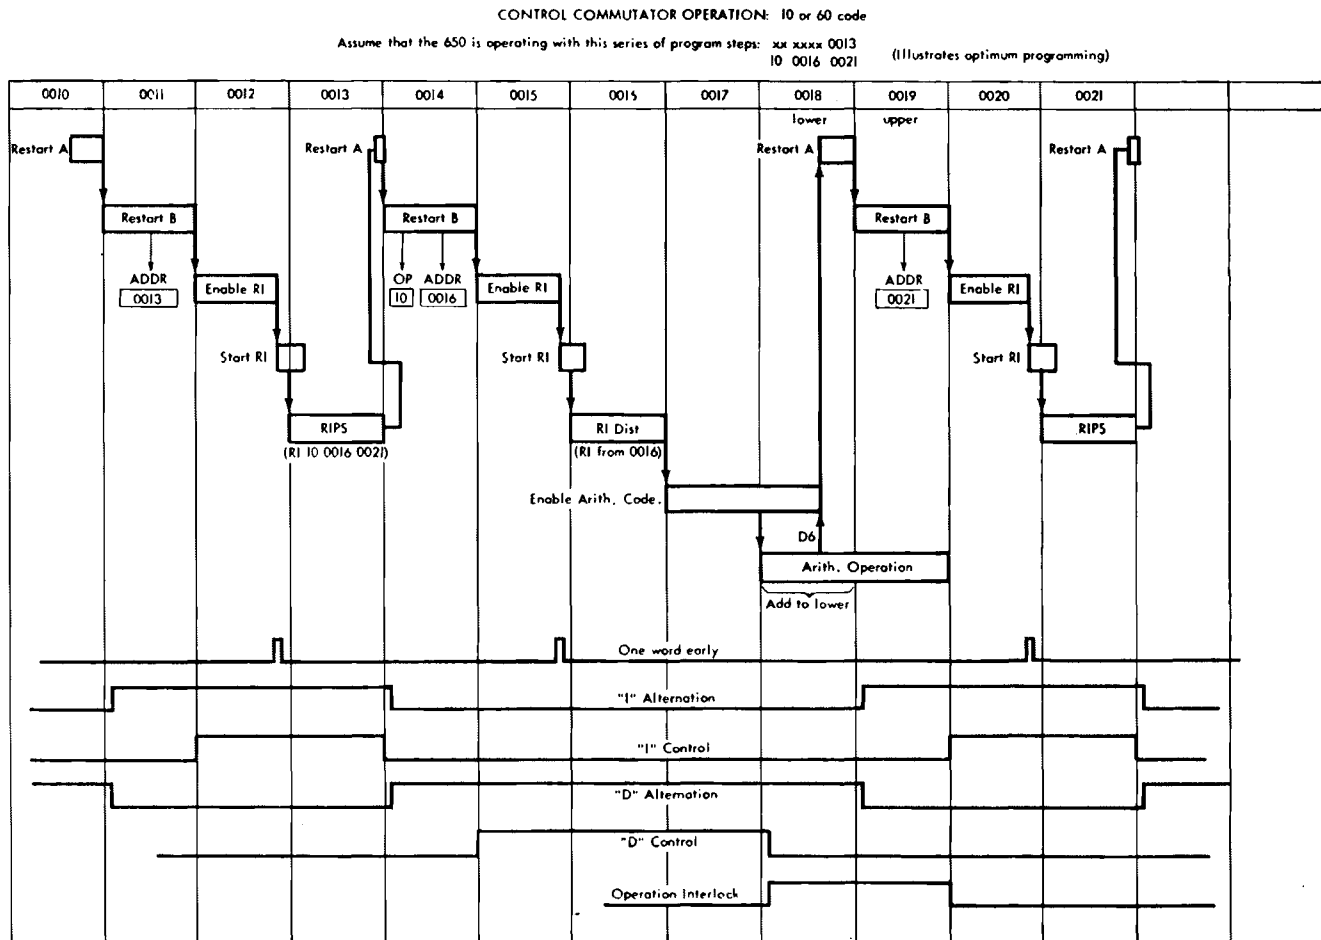 CONTROL COMMUTATOR OPERATION: 10 or 60 code
Assume that the 650 is operating with this series of program steps: xx xxxx 0013
10 0016 0021 (Illustrates optimum programming)
0010 0011 0012 0013 0014 0015 0016 0017 0018 0019 0020 0021
lower upper
Restart A Restart A Restart A Restart A
Restart B Restart B Restart B
ADDR OP ADDR ADDR
0013 Enable RI 10 0016 Enable RI 0021 Enable RI
Start RI Start RI Start RI
RIPS RI Dist RIPS
(RI 10 0016 0021) (RI from 0016)
Enable Arith. Code.
D6
Arith. Operation
Add to lower
One word early
"I" Alternation
"I" Control
"D" Alternation
"D" Control
Operation Interlock